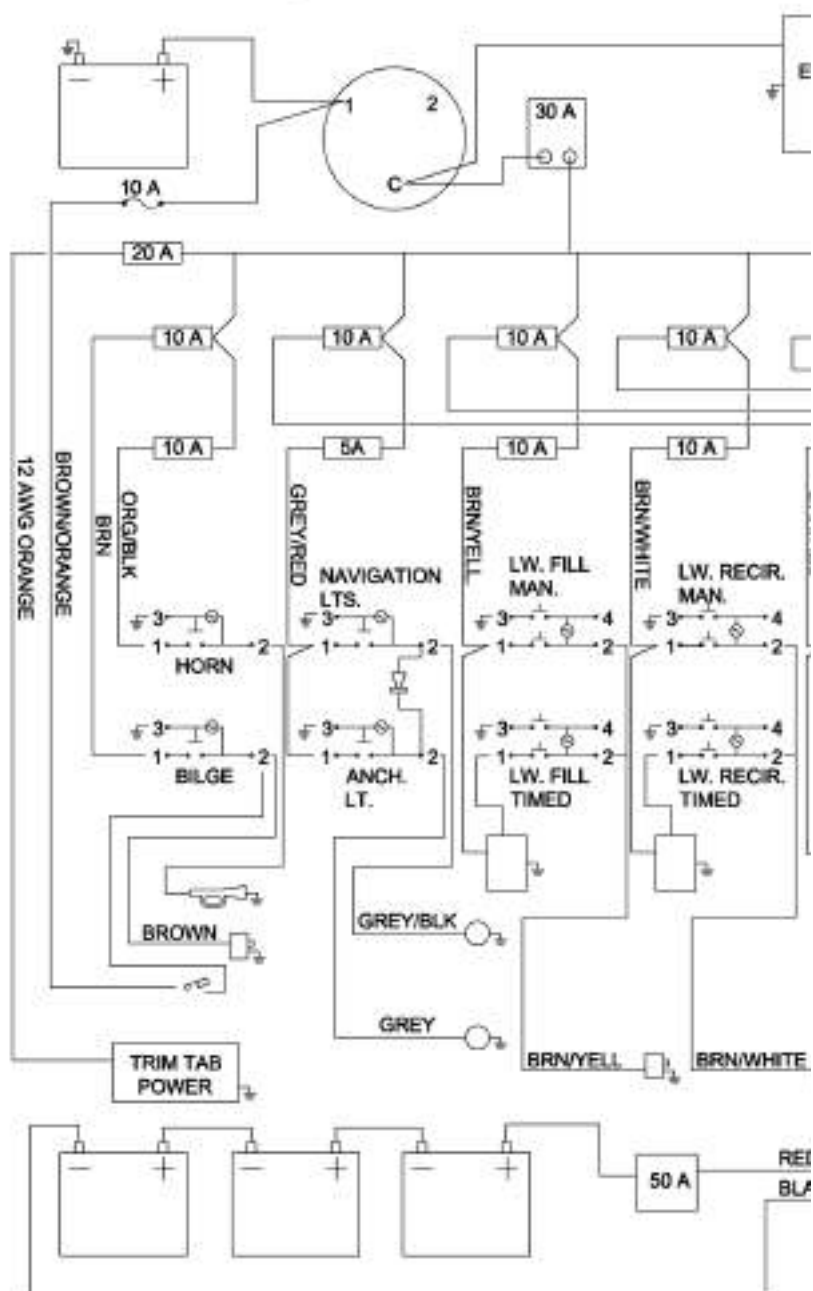 − +
1 2
C
30 A
E
10 A
20 A
10 A 10 A 10 A 10 A
10 A 5A 10 A 10 A
12 AWG ORANGE
BROWN/ORANGE
BRN
ORG/BLK
GREY/RED
BRN/YELL
BRN/WHITE
NAVIGATION
LTS.
LW. FILL
MAN.
LW. RECIR.
MAN.
3 3 3 4 3 4
1 2 1 2 1 2 1 2
HORN
3 3 3 4 3 4
1 2 1 2 1 2 1 2
BILGE
ANCH.
LT.
LW. FILL
TIMED
LW. RECIR.
TIMED
GREY/BLK
BROWN
GREY
BRN/YELL
BRN/WHITE
TRIM TAB
POWER
− + − + − +
50 A
RED
BLA